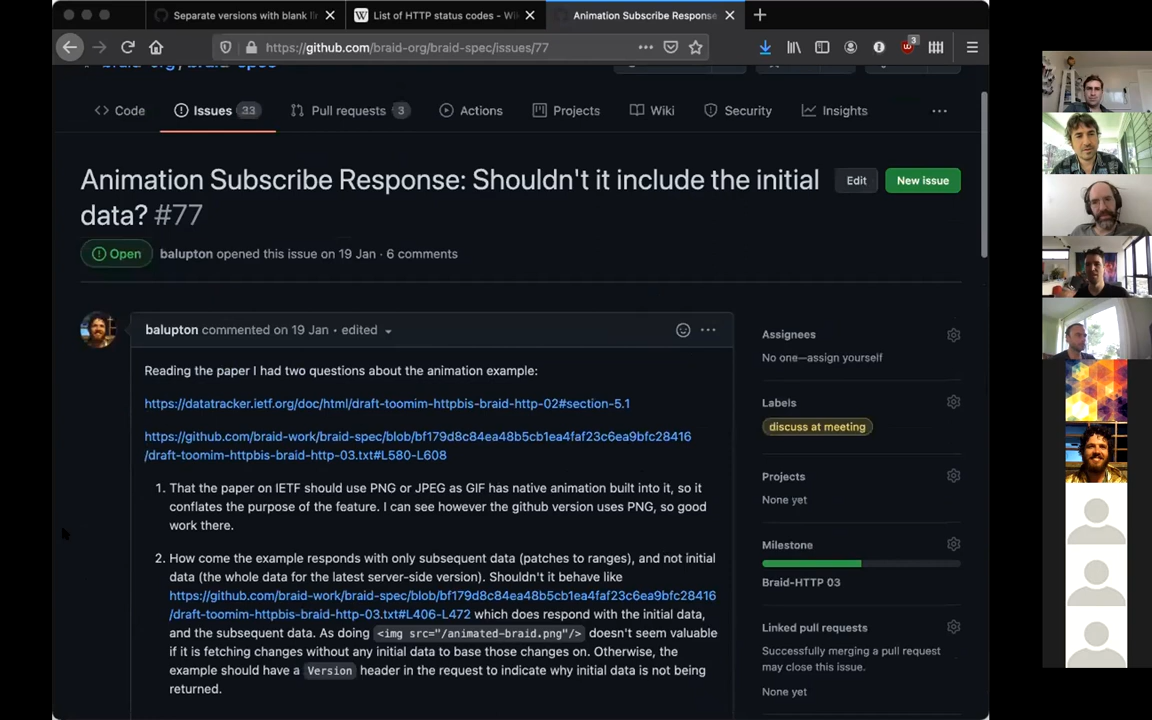 Separate versions with blank li
List of HTTP status codes - Wi
Animation Subscribe Response:
https://github.com/braid-org/braid-spec/issues/77
3
Code
Issues 33
Pull requests 3
Actions
Projects
Wiki
Security
Insights
Animation Subscribe Response: Shouldn't it include the initial
data? #77
Edit
New issue
Open
balupton opened this issue on 19 Jan · 6 comments
balupton commented on 19 Jan • edited
Reading the paper I had two questions about the animation example:
https://datatracker.ietf.org/doc/html/draft-toomim-httpbis-braid-http-02#section-5.1
https://github.com/braid-work/braid-spec/blob/bf179d8c84ea48b5cb1ea4faf23c6ea9bfc28416
/draft-toomim-httpbis-braid-http-03.txt#L580-L608
1. That the paper on IETF should use PNG or JPEG as GIF has native animation built into it, so it
conflates the purpose of the feature. I can see however the github version uses PNG, so good
work there.
2. How come the example responds with only subsequent data (patches to ranges), and not initial
data (the whole data for the latest server-side version). Shouldn't it behave like
https://github.com/braid-work/braid-spec/blob/bf179d8c84ea48b5cb1ea4faf23c6ea9bfc28416
/draft-toomim-httpbis-braid-http-03.txt#L406-L472 which does respond with the initial data,
and the subsequent data. As doing <img src="/animated-braid.png"/> doesn't seem valuable
if it is fetching changes without any initial data to base those changes on. Otherwise, the
example should have a Version header in the request to indicate why initial data is not being
returned.
Assignees
No one—assign yourself
Labels
discuss at meeting
Projects
None yet
Milestone
Braid-HTTP 03
Linked pull requests
Successfully merging a pull request
may close this issue.
None yet